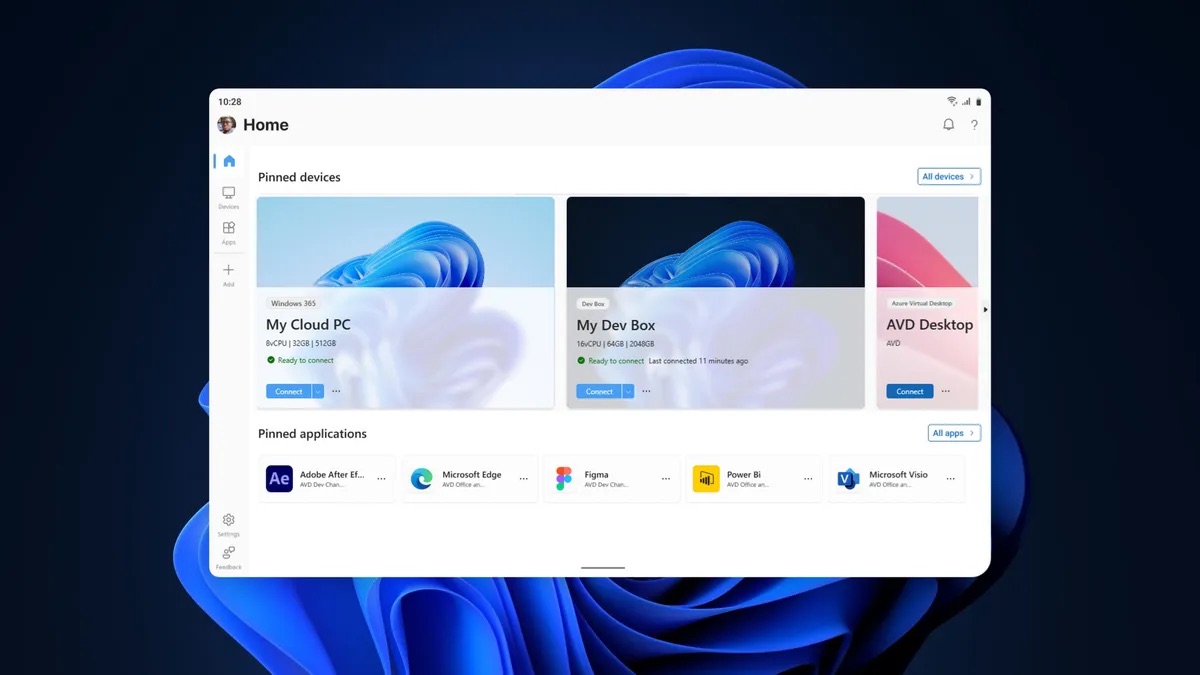 10:28
Home
?
Pinned devices
All devices
Devices
Apps
Add
Windows 365
My Cloud PC
8vCPU | 32GB | 512GB
Ready to connect
Connect
Dev Box
My Dev Box
16vCPU | 64GB | 2048GB
Ready to connect Last connected 11 minutes ago
Connect
Azure Virtual Desktop
AVD Desktop
AVD
Connect
Pinned applications
All apps
Ae
Adobe After Ef...
AVD Dev Chan...
Microsoft Edge
AVD Office an...
Figma
AVD Dev Chan...
Power Bi
AVD Office an...
V
Microsoft Visio
AVD Office an...
Settings
Feedback